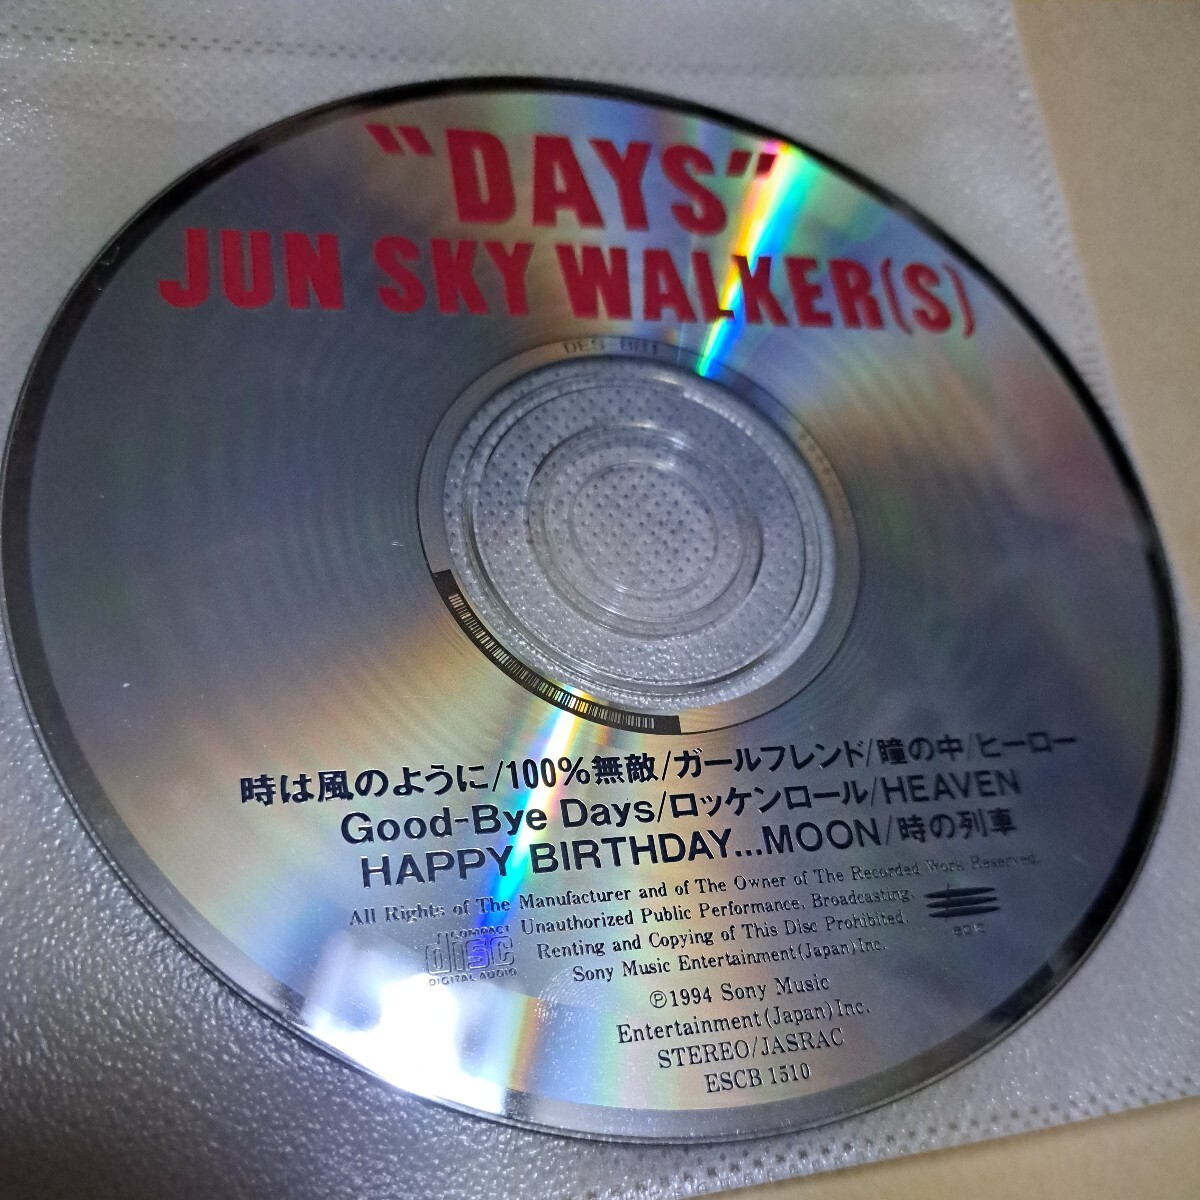 "DAYS"
JUN SKY WALKER(S)
時は風のように/100%無敵/ガールフレンド/瞳の中/ヒーロー
Good-Bye Days/ロッケンロール/HEAVEN
HAPPY BIRTHDAY...MOON/時の列車
All Rights of The Manufacturer and of The Owner of The Recorded Work Reserved.
Unauthorized Public Performance, Broadcasting,
Renting and Copying of This Disc Prohibited.
Sony Music Entertainment(Japan)Inc.
COMPACT
disc
DIGITAL AUDIO
epic
℗1994 Sony Music
Entertainment(Japan)Inc.
STEREO/JASRAC
ESCB 1510